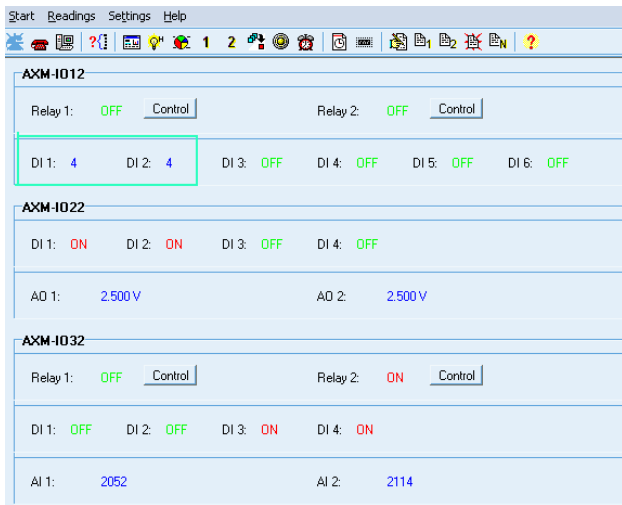 Start Readings Settings Help
?{} H 1 2 1 2 N ?
AXM-IO12
Relay 1: OFF Control Relay 2: OFF Control
DI 1: 4 DI 2: 4 DI 3: OFF DI 4: OFF DI 5: OFF DI 6: OFF
AXM-IO22
DI 1: ON DI 2: ON DI 3: OFF DI 4: OFF
AO 1: 2.500 V AO 2: 2.500 V
AXM-IO32
Relay 1: OFF Control Relay 2: ON Control
DI 1: OFF DI 2: OFF DI 3: ON DI 4: ON
AI 1: 2052 AI 2: 2114